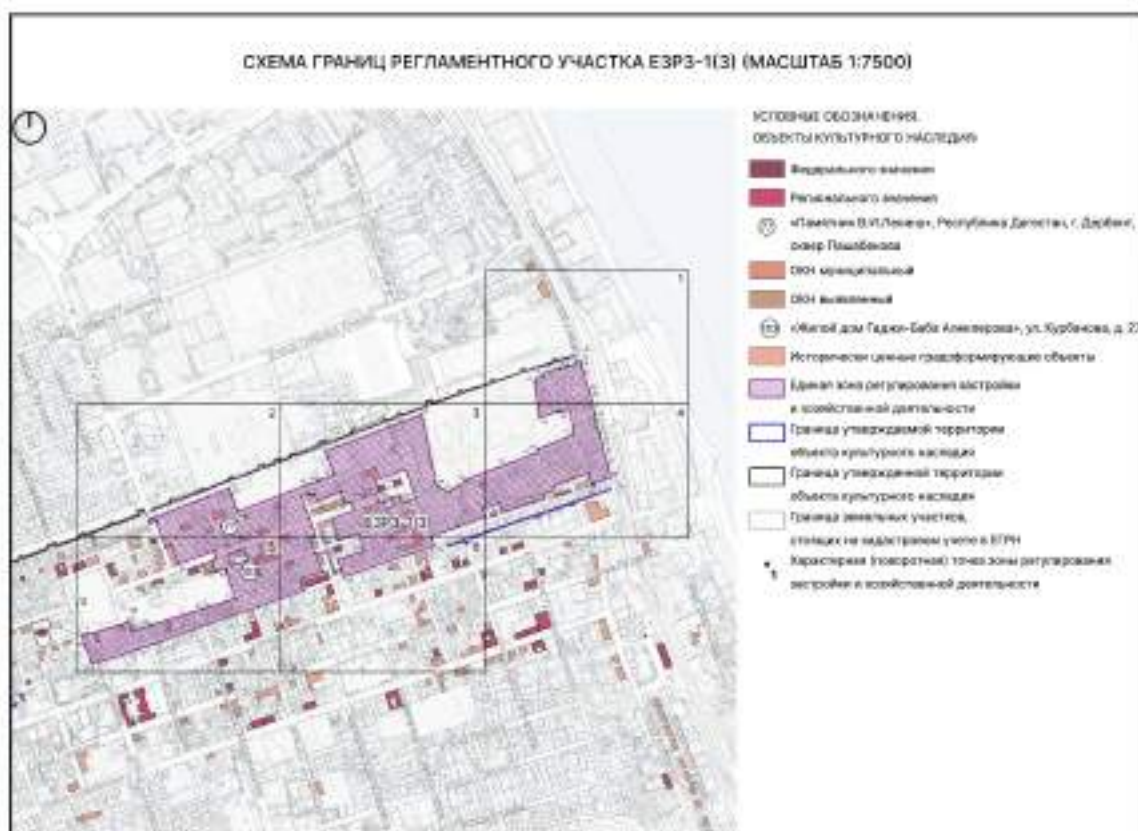 СХЕМА ГРАНИЦ РЕГЛАМЕНТНОГО УЧАСТКА ЕЗРЗ-1(3) (МАСШТАБ 1:7500)
УСЛОВНЫЕ ОБОЗНАЧЕНИЯ
ОБЪЕКТЫ КУЛЬТУРНОГО НАСЛЕДИЯ
Федерального значения
Регионального значения
«Памятник В.И.Ленину», Республика Дагестан, г. Дербент,
сквер Пашабекова
ОКН муниципальный
ОКН выявленный
«Жилой дом Гаджи-Баба Аликперова», ул. Курбанова, д. 27
Исторически ценные градоформирующие объекты
Единая зона регулирования застройки
и хозяйственной деятельности
Граница утверждаемой территории
объекта культурного наследия
Граница утвержденной территории
объекта культурного наследия
Граница земельных участков,
стоящих на кадастровом учете в ЕГРН
1
Характерная (поворотная) точка зоны регулирования
застройки и хозяйственной деятельности
1
2
3
4
ЕЗРЗ-1(3)
5
6